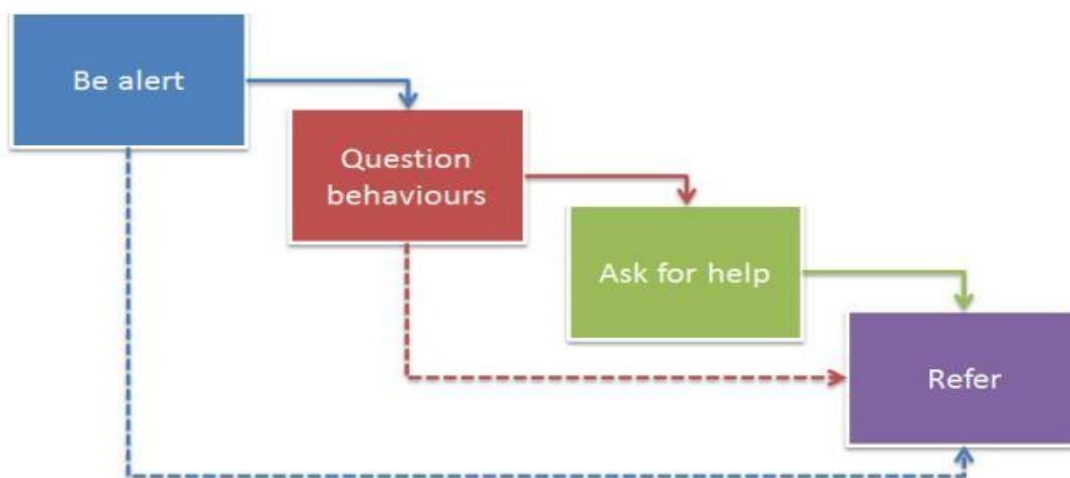 Be alert
Question
behaviours
Ask for help
Refer